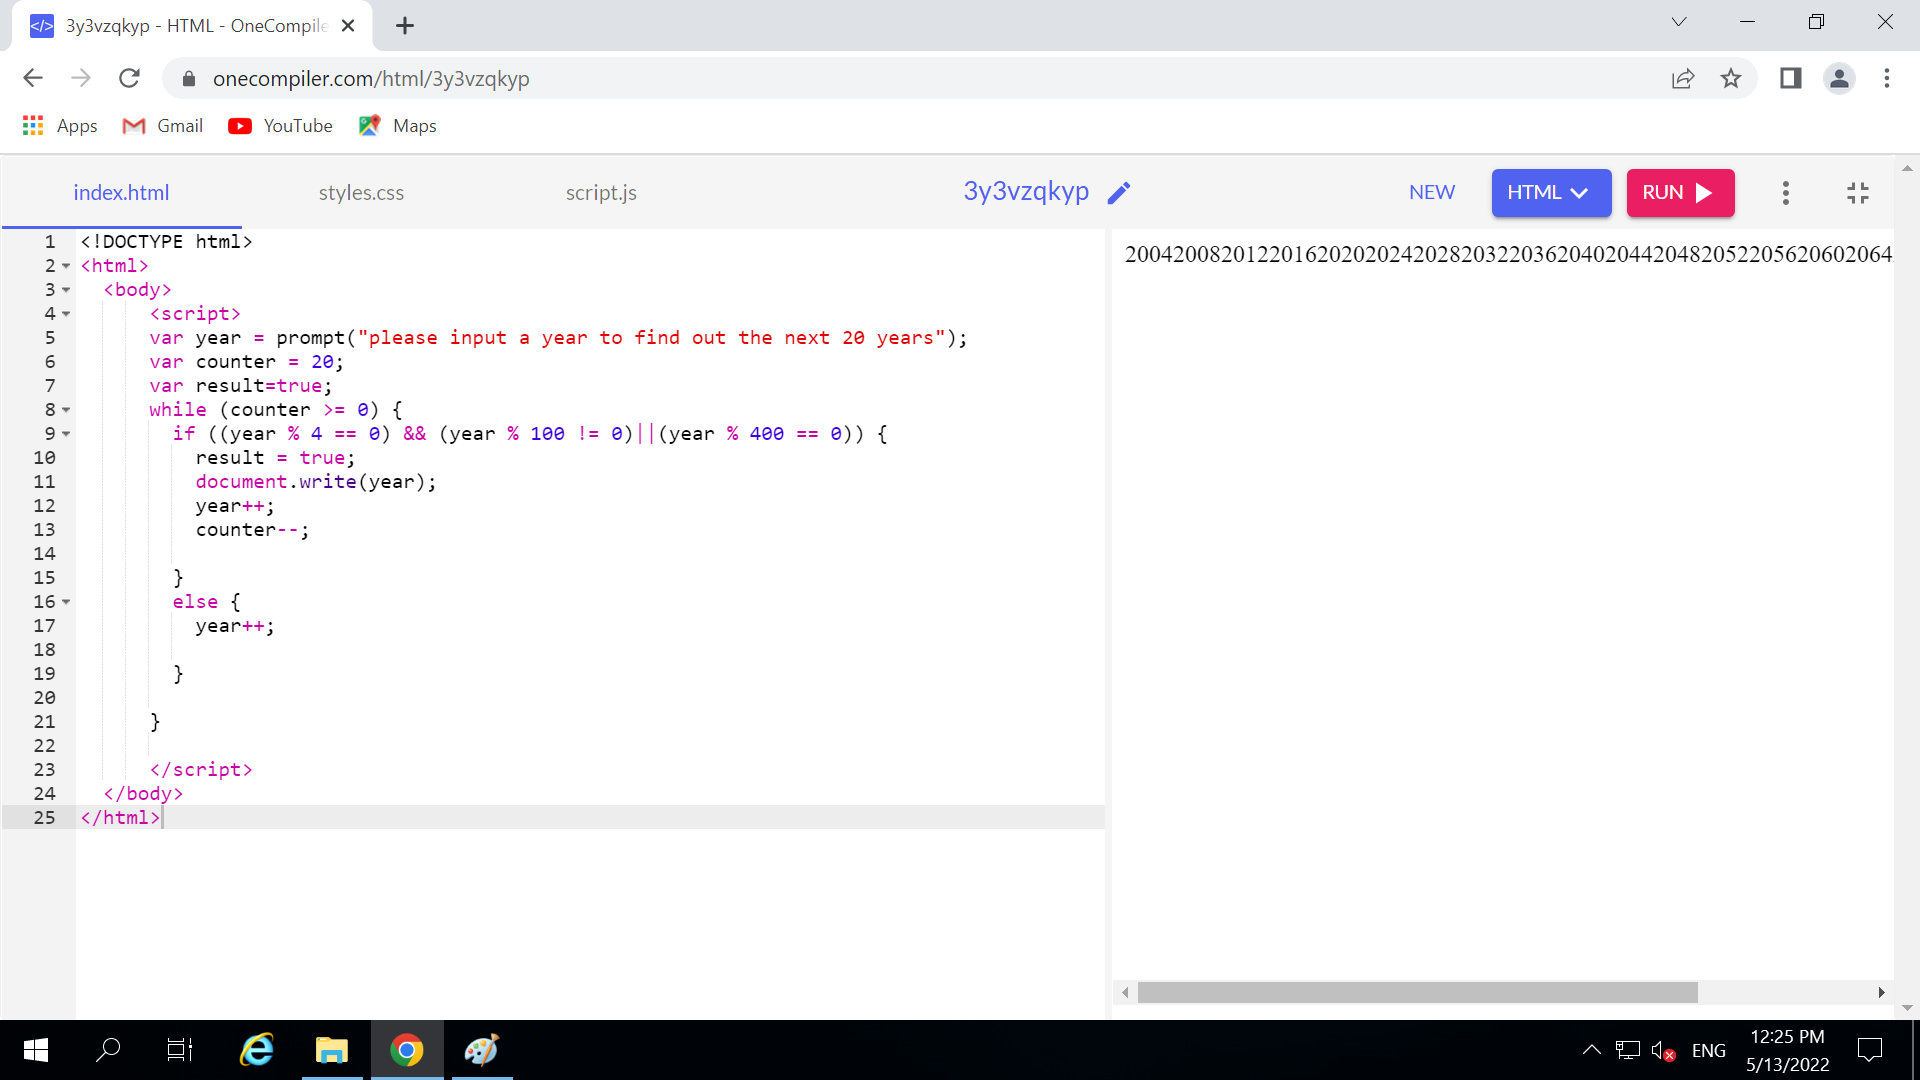 3y3vzqkyp - HTML - OneCompile
onecompiler.com/html/3y3vzqkyp
Apps Gmail YouTube Maps
index.html styles.css script.js 3y3vzqkyp NEW HTML RUN
1 <!DOCTYPE html>
2 <html>
3 <body>
4 <script>
5 var year = prompt("please input a year to find out the next 20 years");
6 var counter = 20;
7 var result=true;
8 while (counter >= 0) {
9 if ((year % 4 == 0) && (year % 100 != 0)||(year % 400 == 0)) {
10 result = true;
11 document.write(year);
12 year++;
13 counter--;
14
15 }
16 else {
17 year++;
18
19 }
20
21 }
22
23 </script>
24 </body>
25 </html>
2004200820122016202020242028203220362040204420482052205620602064
ENG
12:25 PM
5/13/2022